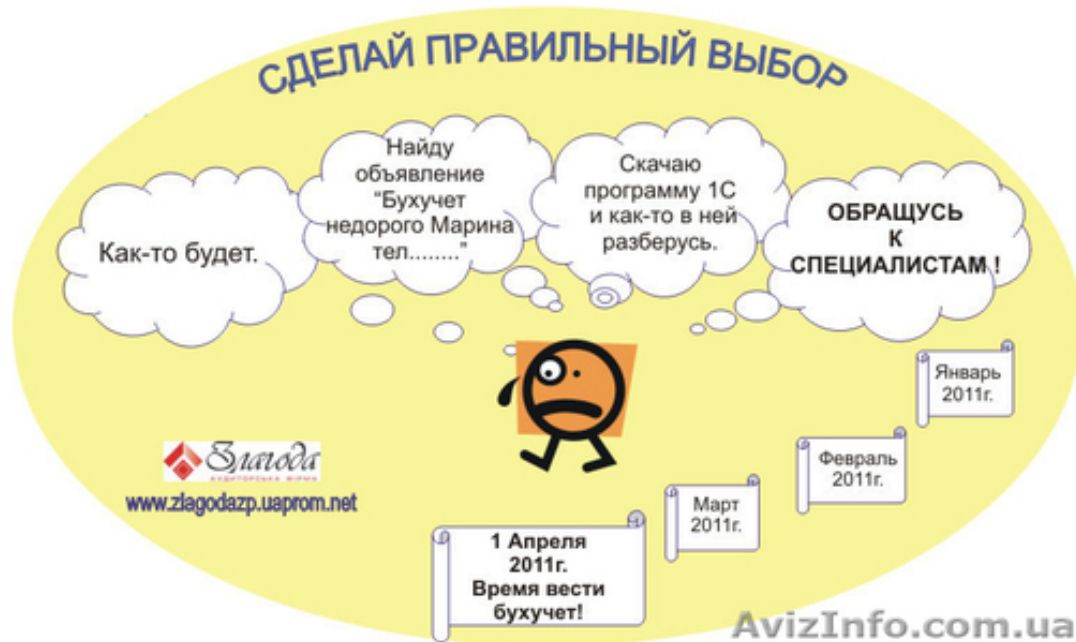 СДЕЛАЙ ПРАВИЛЬНЫЙ ВЫБОР
Как-то будет.
Найду
объявление
“Бухучет
недорого Марина
тел........”
Скачаю
программу 1С
и как-то в ней
разберусь.
ОБРАЩУСЬ
К
СПЕЦИАЛИСТАМ !
Январь
2011г.
Февраль
2011г.
Март
2011г.
1 Апреля
2011г.
Время вести
бухучет!
Злагода
АУДИТОРСЬКА ФІРМА
www.zlagodazp.uaprom.net
AvizInfo.com.ua